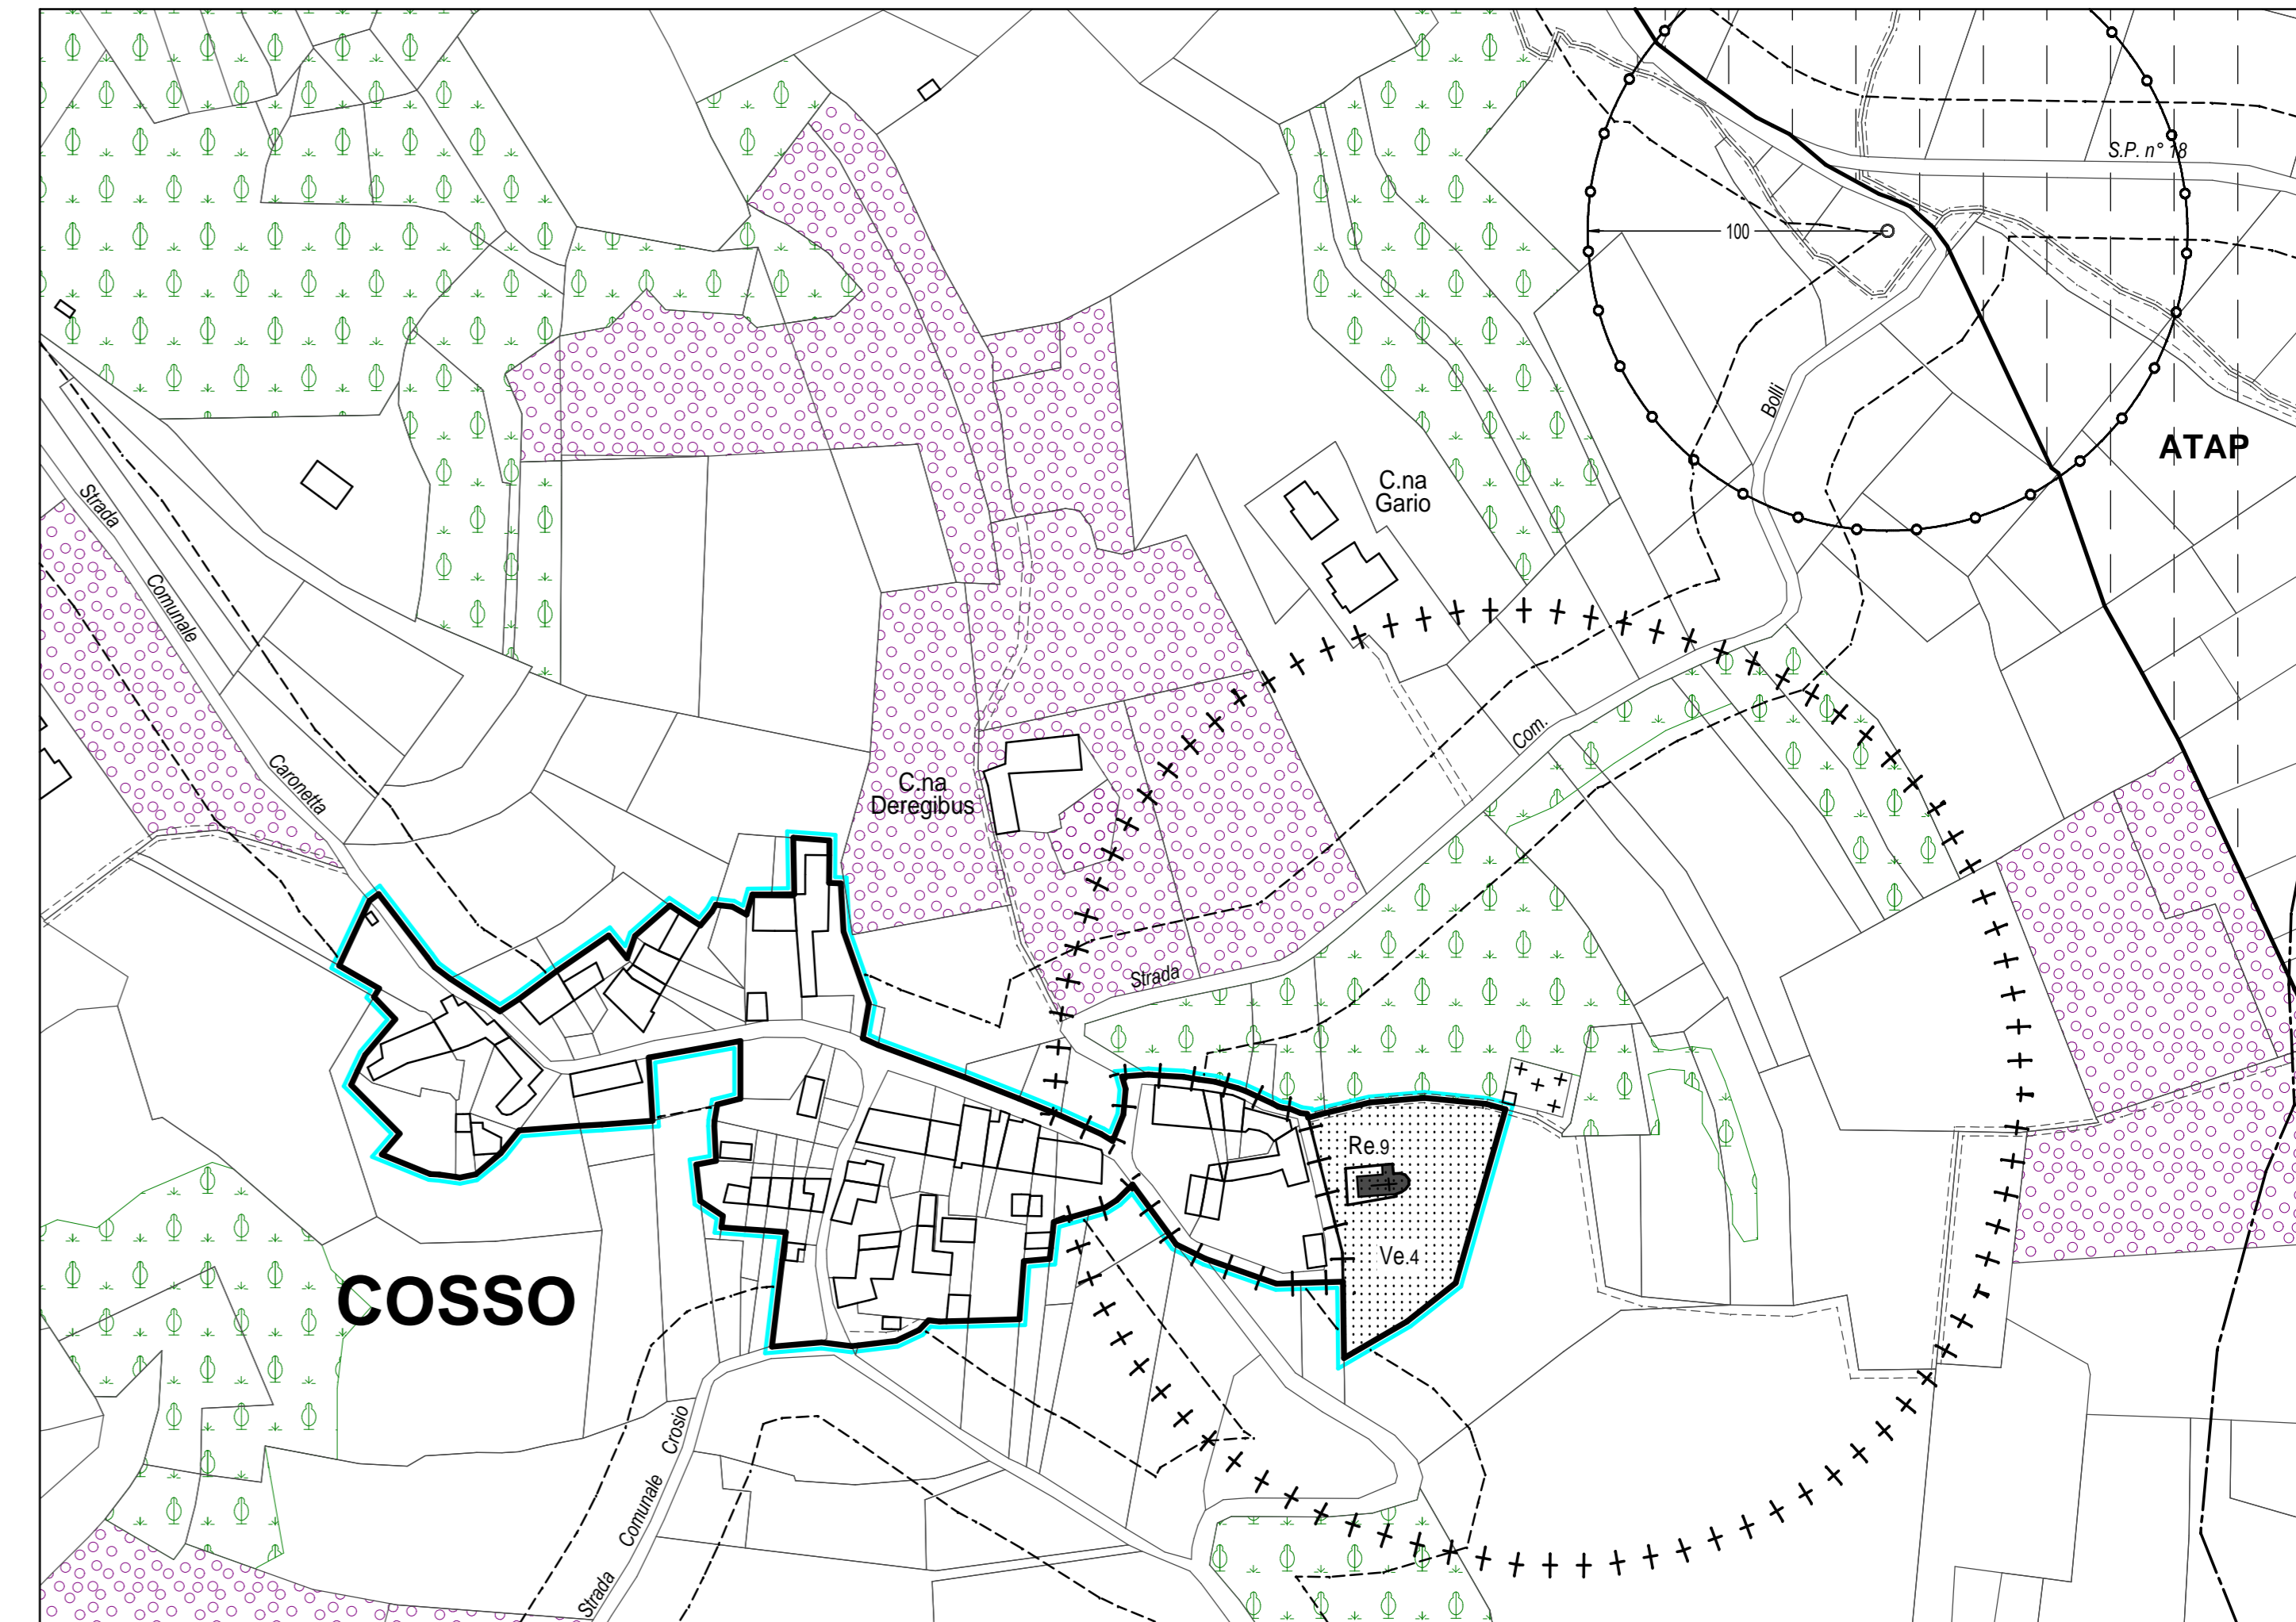 S.P. n° 18
100
Bolli
ATAP
C.na
Gario
Strada
Comunale
Caronetta
Com.
C.na
Deregibus
Strada
Re.9
Ve.4
COSSO
Crosio
Comunale
Strada